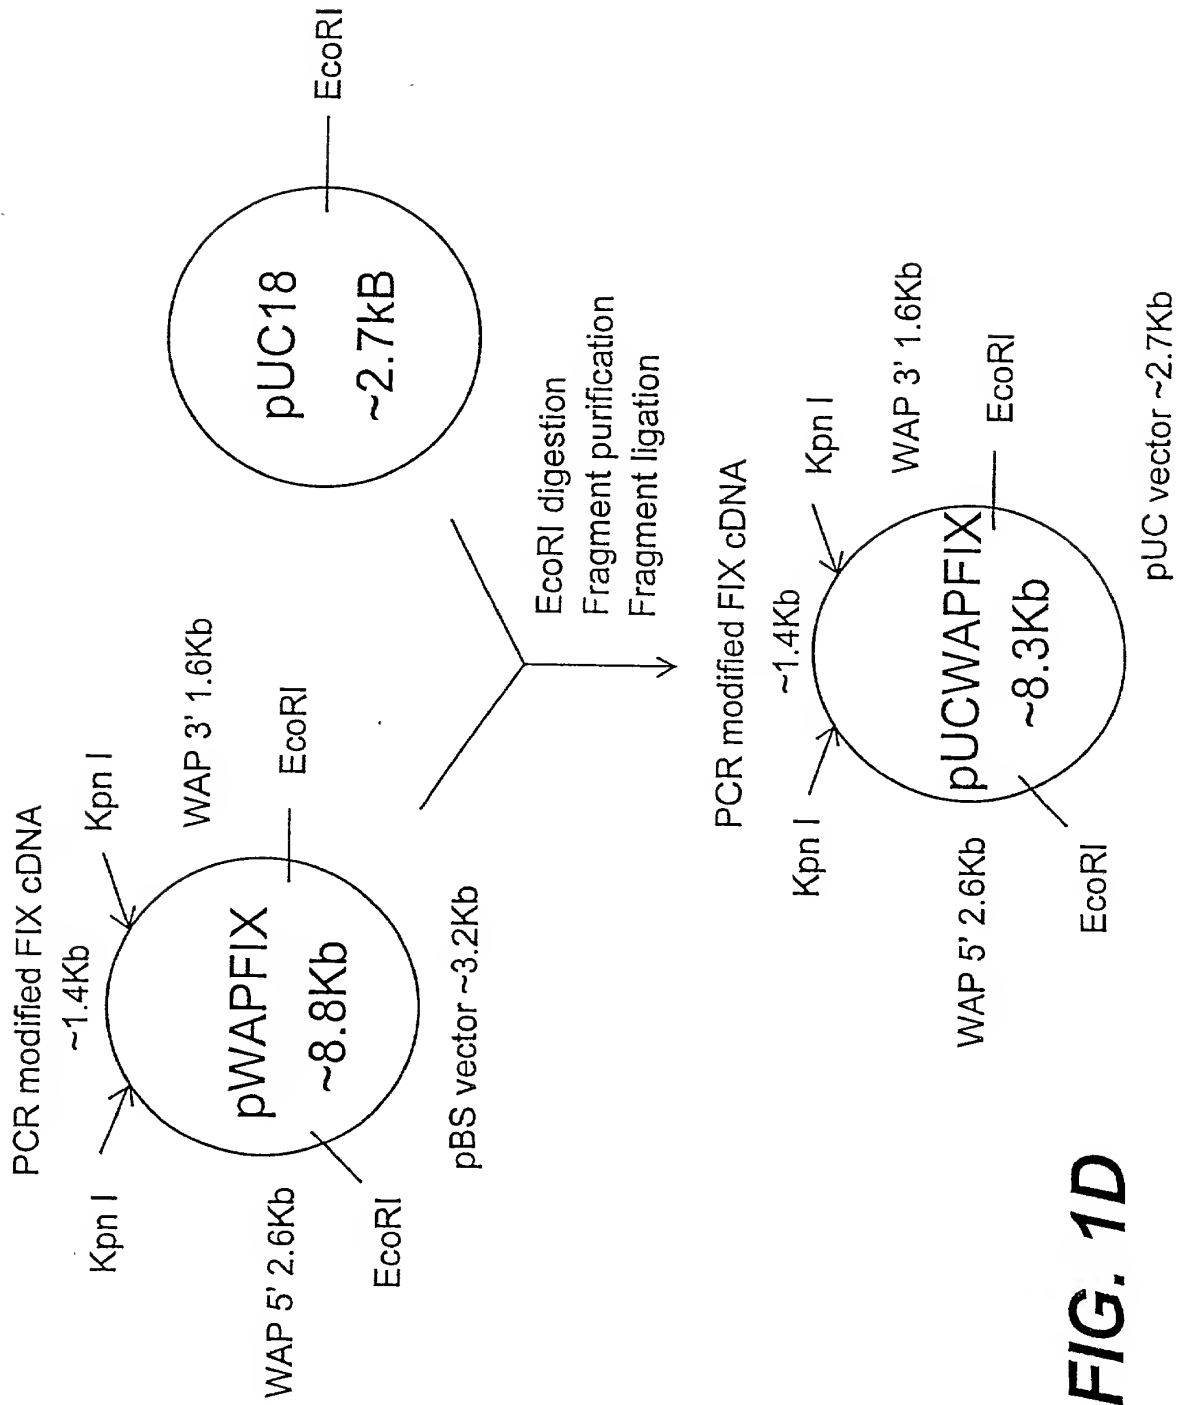 PCR modified FIX cDNA
~1.4Kb
Kpn I
Kpn I
WAP 5' 2.6Kb
WAP 3' 1.6Kb
pWAPFIX
~8.8Kb
EcoRI
EcoRI
pBS vector ~3.2Kb
pUC18
~2.7kB
EcoRI
EcoRI digestion
Fragment purification
Fragment ligation
PCR modified FIX cDNA
~1.4Kb
Kpn I
Kpn I
WAP 5' 2.6Kb
WAP 3' 1.6Kb
pUCWAPFIX
~8.3Kb
EcoRI
EcoRI
pUC vector ~2.7Kb
FIG. 1D